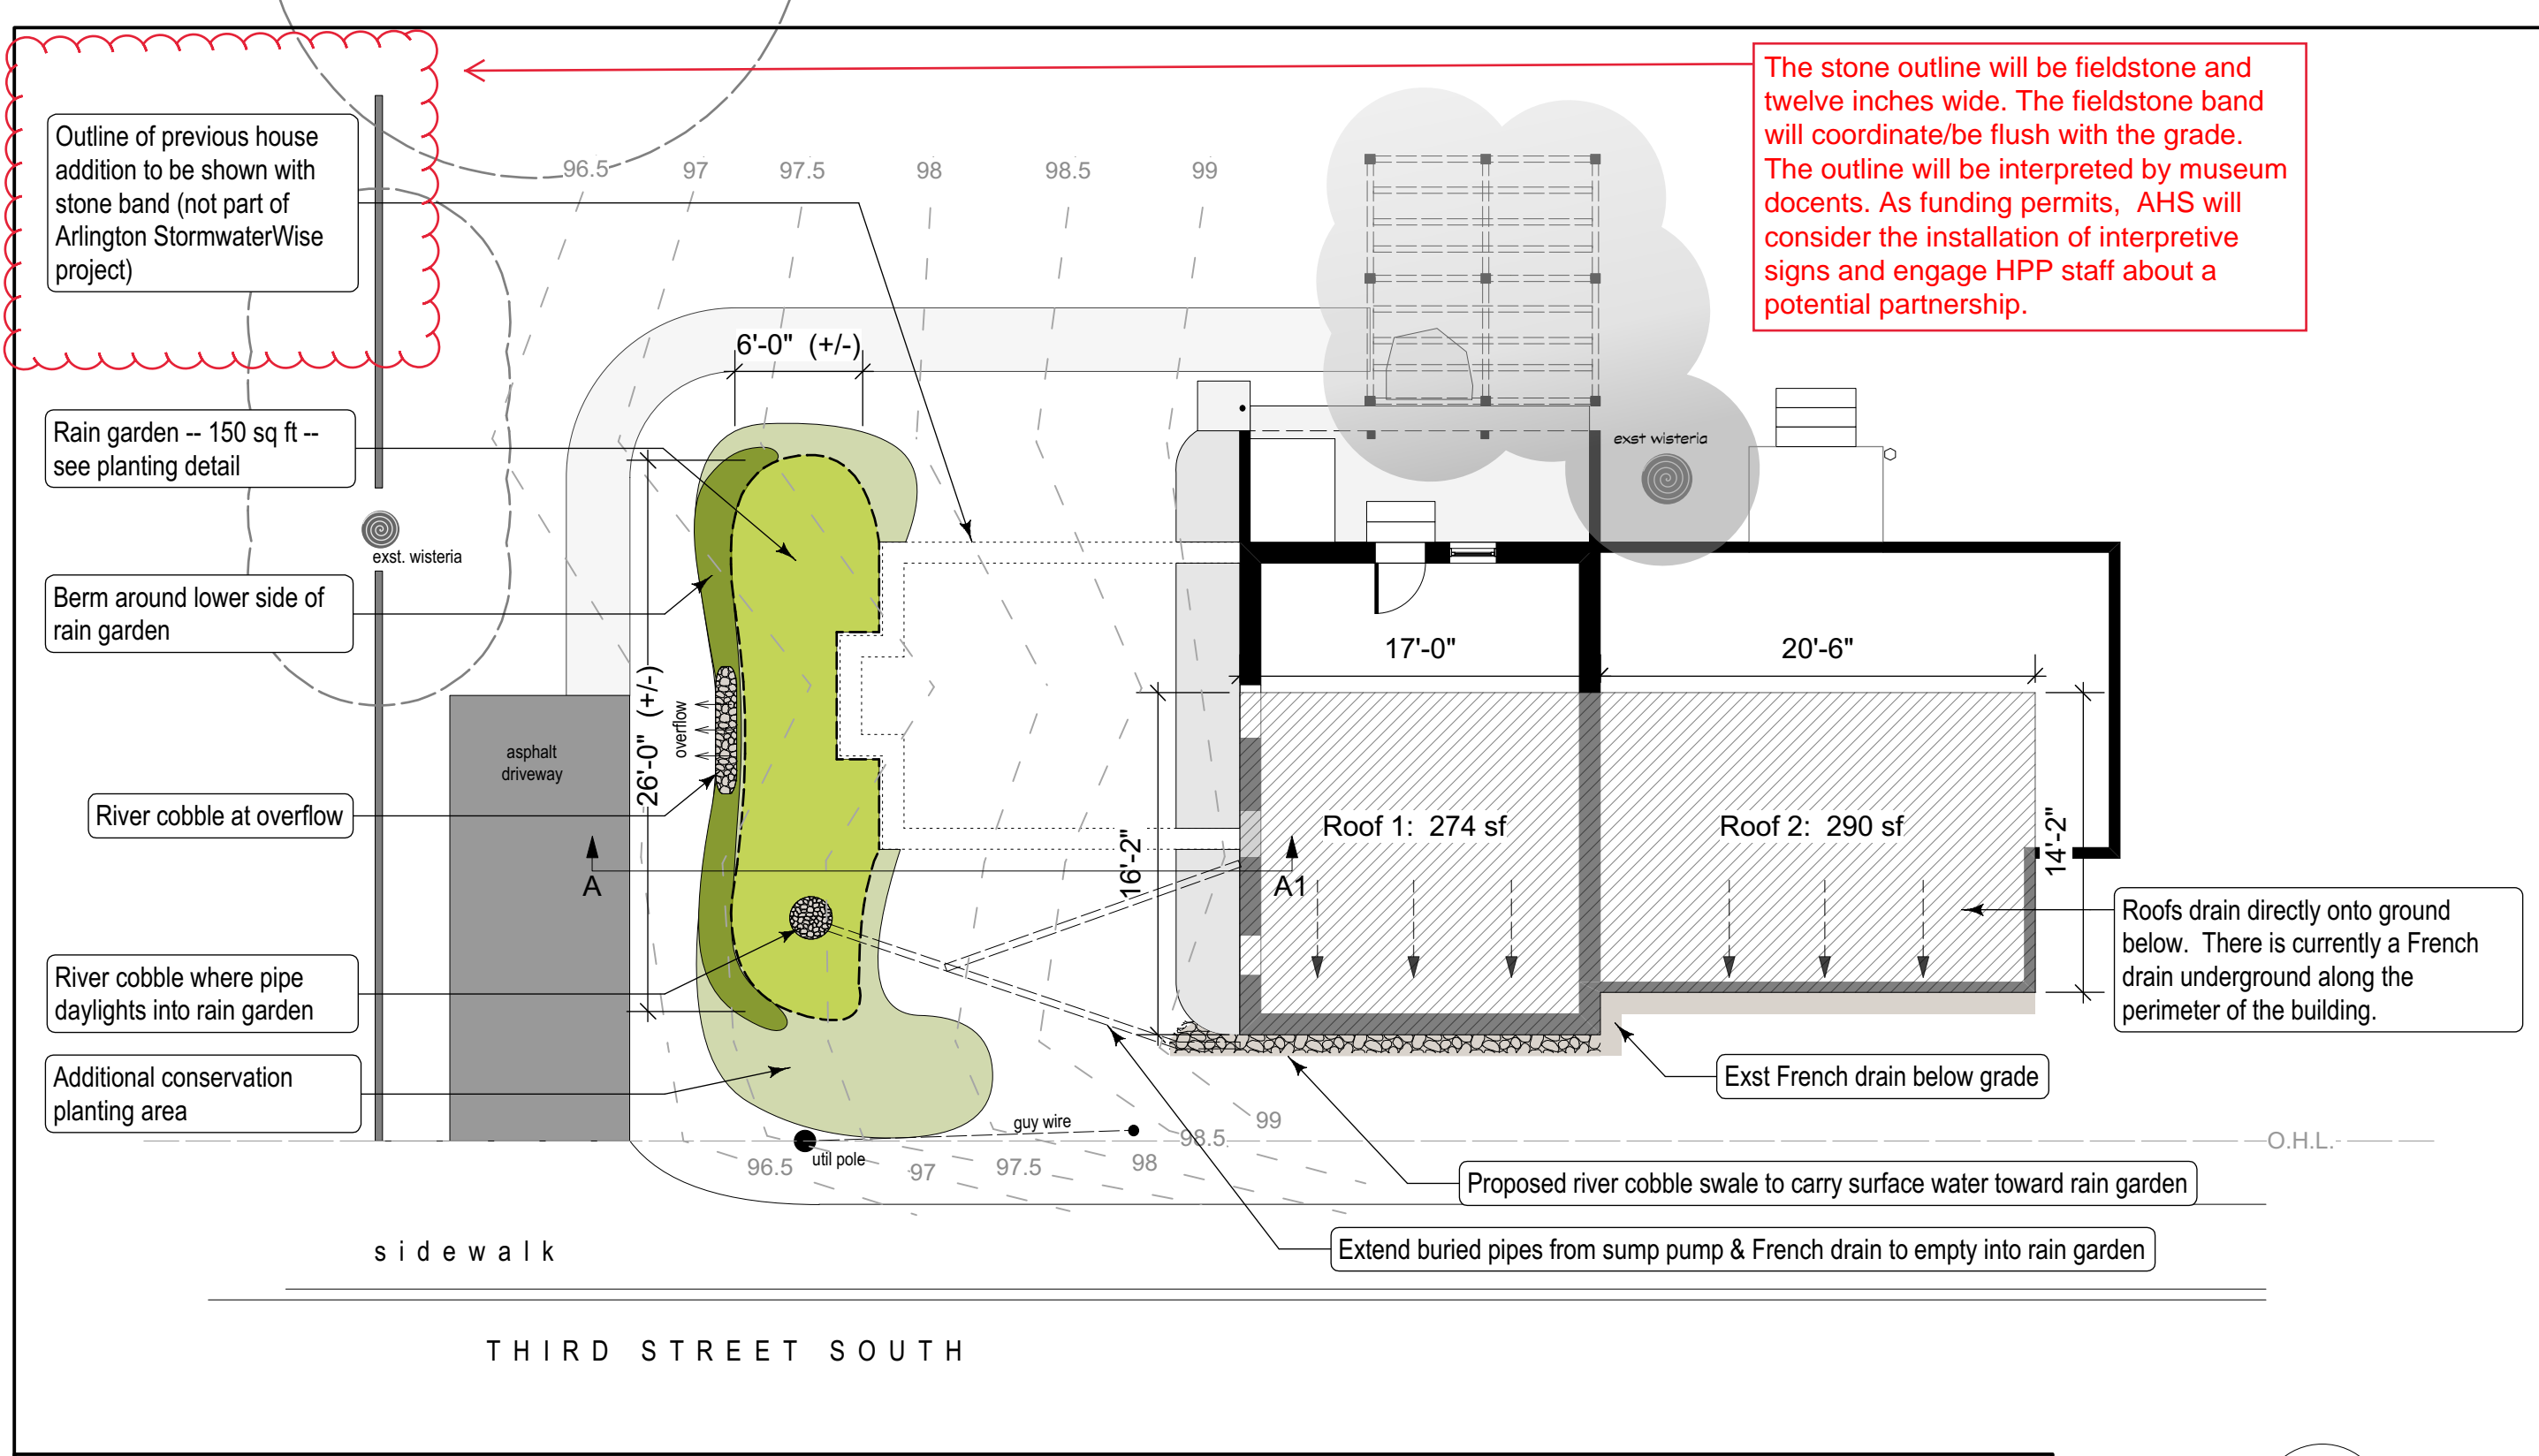 The stone outline will be fieldstone and
twelve inches wide. The fieldstone band
will coordinate/be flush with the grade.
The outline will be interpreted by museum
docents. As funding permits,  AHS will
consider the installation of interpretive
signs and engage HPP staff about a
potential partnership.
Outline of previous house
addition to be shown with
stone band (not part of
Arlington StormwaterWise
project)
96.5
97
97.5
98
98.5
99
6'-0"  (+/-)
Rain garden -- 150 sq ft --
see planting detail
exst wisteria
exst. wisteria
Berm around lower side of
rain garden
26'-0"  (+/-)
overflow
17'-0"
20'-6"
asphalt
driveway
River cobble at overflow
16'-2"
Roof 1:  274 sf
Roof 2:  290 sf
14'-2"
A
A1
Roofs drain directly onto ground
below.  There is currently a French
drain underground along the
perimeter of the building.
River cobble where pipe
daylights into rain garden
Additional conservation
planting area
Exst French drain below grade
guy wire
util pole
96.5
97
97.5
98
98.5
99
O.H.L.
Proposed river cobble swale to carry surface water toward rain garden
Extend buried pipes from sump pump & French drain to empty into rain garden
sidewalk
THIRD STREET SOUTH